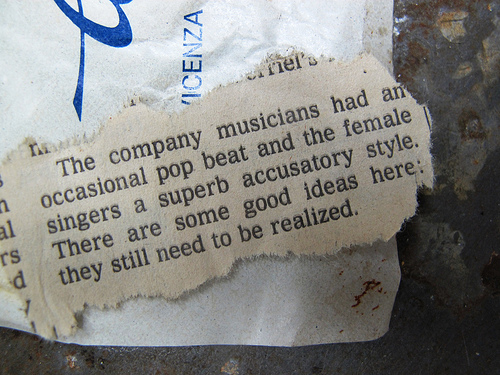 VICENZA
The company musicians had an
occasional pop beat and the female
singers a superb accusatory style.
There are some good ideas here:
they still need to be realized.